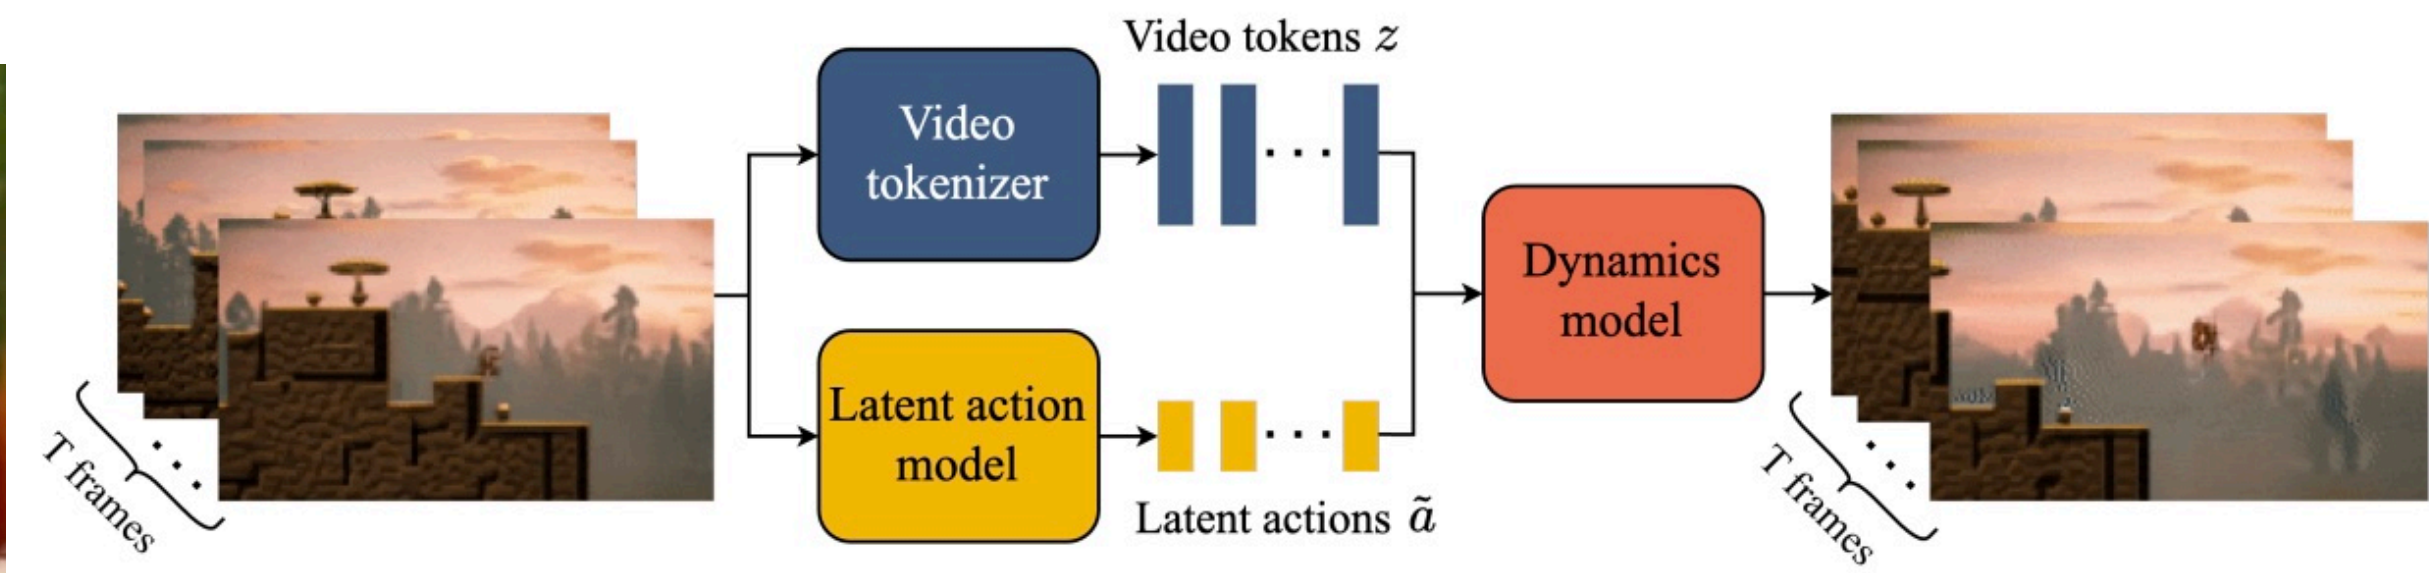 Video tokens z
Video
tokenizer
Dynamics
model
Latent action
model
Latent actions ã
T frames
T frames